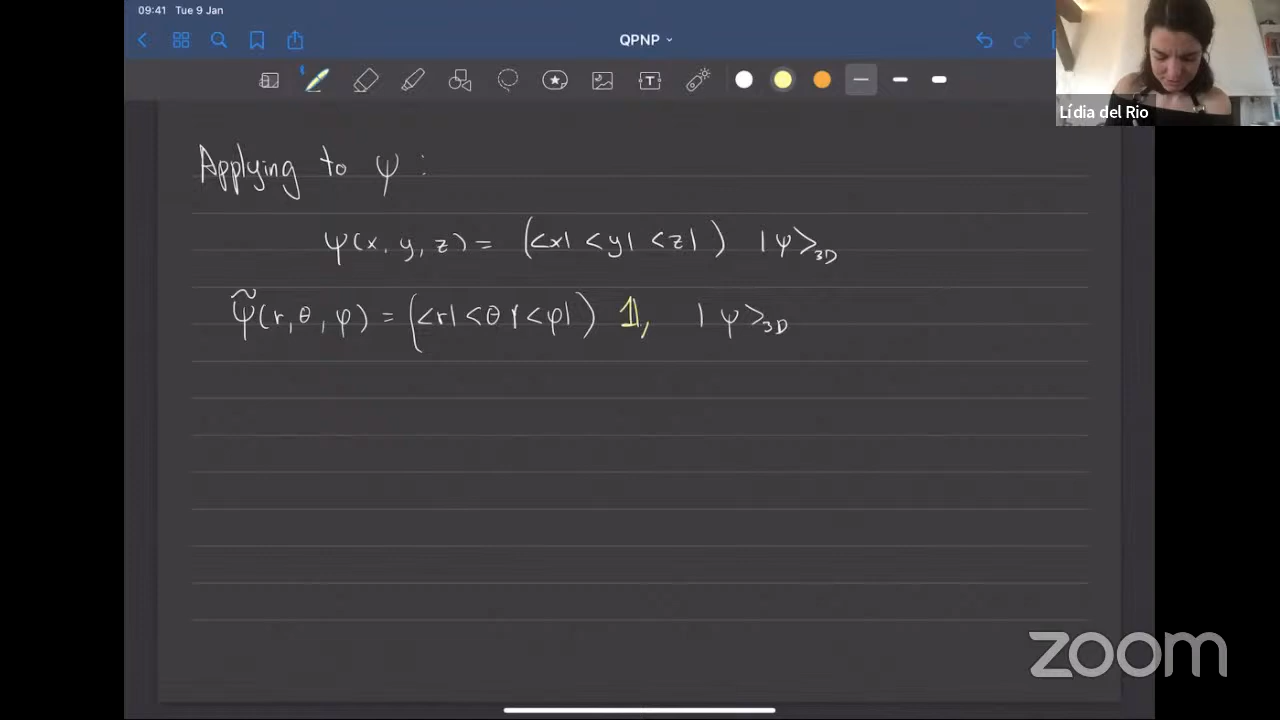 09:41 Tue 9 Jan
QPNP
Lídia del Rio
Applying to ψ :
ψ(x, y, z) = (<x| <y| <z|) |ψ>3D
ψ̃(r, θ, φ) = (<r| <θ| <φ|) 𝟙, |ψ>3D
zoom